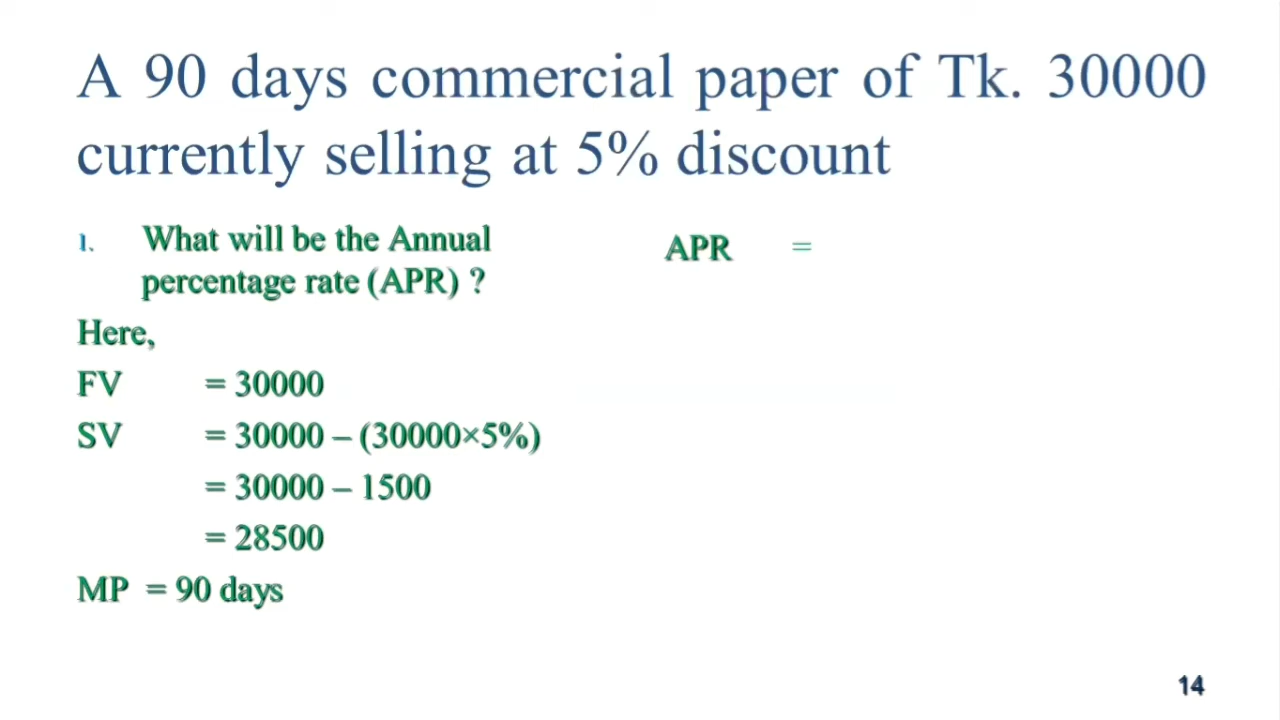 A 90 days commercial paper of Tk. 30000
currently selling at 5% discount
1. What will be the Annual
percentage rate (APR) ?
APR =
Here,
FV = 30000
SV = 30000 – (30000×5%)
= 30000 – 1500
= 28500
MP = 90 days
14